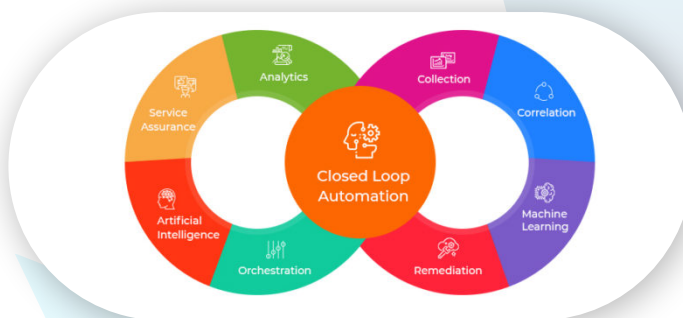 Analytics
Collection
Service
Assurance
Correlation
Closed Loop
Automation
Artificial
Intelligence
Machine
Learning
Orchestration
Remediation